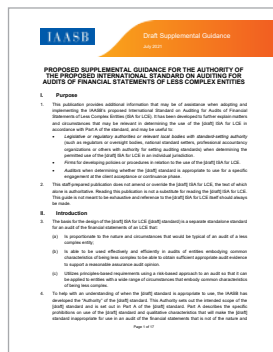 IAASB
Draft Supplemental Guidance
July 2021
PROPOSED SUPPLEMENTAL GUIDANCE FOR THE AUTHORITY OF
THE PROPOSED INTERNATIONAL STANDARD ON AUDITING FOR
AUDITS OF FINANCIAL STATEMENTS OF LESS COMPLEX ENTITIES
I. Purpose
1. This publication provides additional information that may be of assistance when adopting and
implementing the IAASB's proposed International Standard on Auditing for Audits of Financial
Statements of Less Complex Entities (ISA for LCE). It has been developed to further explain matters
and circumstances that may be relevant in determining the use of the [draft] ISA for LCE in
accordance with Part A of the standard, and may be useful to:
• Legislative or regulatory authorities or relevant local bodies with standard-setting authority
(such as regulators or oversight bodies, national standard setters, professional accountancy
organizations or others with authority for setting auditing standards) when determining the
permitted use of the [draft] ISA for LCE in an individual jurisdiction.
• Firms for developing policies or procedures in relation to the use of the [draft] ISA for LCE.
• Auditors when determining whether the [draft] standard is appropriate to use for a specific
engagement at the client acceptance or continuance phase.
2. This staff-prepared publication does not amend or override the [draft] ISA for LCE, the text of which
alone is authoritative. Reading this publication is not a substitute for reading the [draft] ISA for LCE.
This guide is not meant to be exhaustive and reference to the [draft] ISA for LCE itself should always
be made.
II. Introduction
3. The basis for the design of the [draft] ISA for LCE ([draft] standard) is a separate standalone standard
for an audit of the financial statements of an LCE that:
(a) Is proportionate to the nature and circumstances that would be typical of an audit of a less
complex entity;
(b) Is able to be used effectively and efficiently in audits of entities embodying common
characteristics of being less complex to be able to obtain sufficient appropriate audit evidence
to support a reasonable assurance audit opinion.
(c) Utilizes principles-based requirements using a risk-based approach to an audit so that it can
be applied to entities with a wide range of circumstances that embody common characteristics
of being less complex.
4. To help with an understanding of when the [draft] standard is appropriate to use, the IAASB has
developed the "Authority" of the [draft] standard. This Authority sets out the intended scope of the
[draft] standard and is set out in Part A of the [draft] standard. Part A describes the specific
prohibitions on use of the [draft] standard and qualitative characteristics that will make the [draft]
standard inappropriate for use in an audit of the financial statements that is not of the nature and
Page 1 of 17